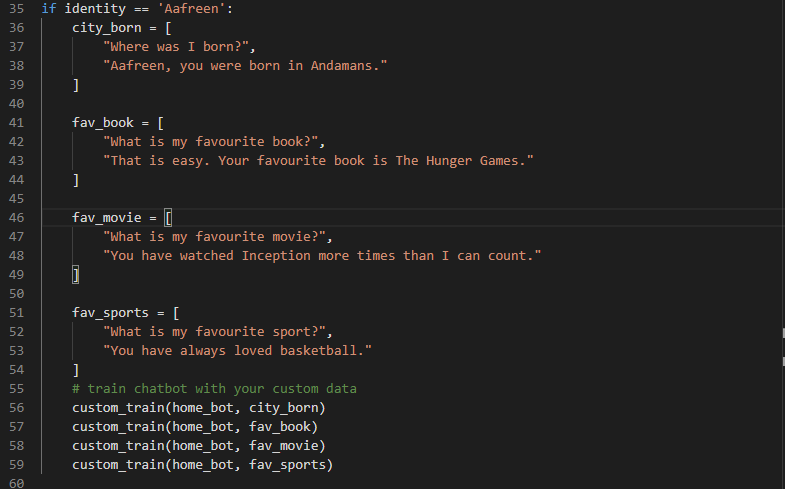 35 if identity == 'Aafreen':
36     city_born = [
37         "Where was I born?",
38         "Aafreen, you were born in Andamans."
39     ]
40
41     fav_book = [
42         "What is my favourite book?",
43         "That is easy. Your favourite book is The Hunger Games."
44     ]
45
46     fav_movie = [
47         "What is my favourite movie?",
48         "You have watched Inception more times than I can count."
49     ]
50
51     fav_sports = [
52         "What is my favourite sport?",
53         "You have always loved basketball."
54     ]
55     # train chatbot with your custom data
56     custom_train(home_bot, city_born)
57     custom_train(home_bot, fav_book)
58     custom_train(home_bot, fav_movie)
59     custom_train(home_bot, fav_sports)
60